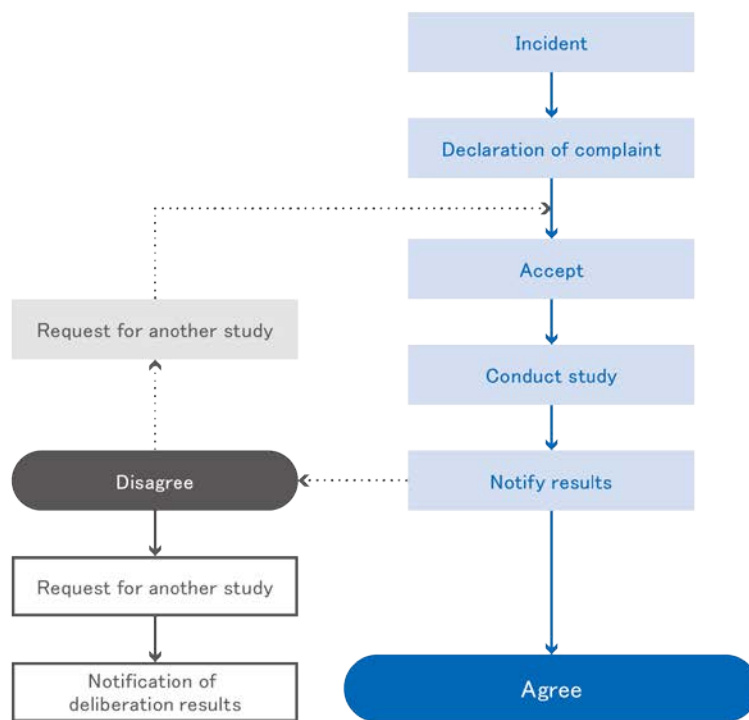 Incident
Declaration of complaint
Accept
Request for another study
Conduct study
Disagree
Notify results
Request for another study
Notification of
deliberation results
Agree